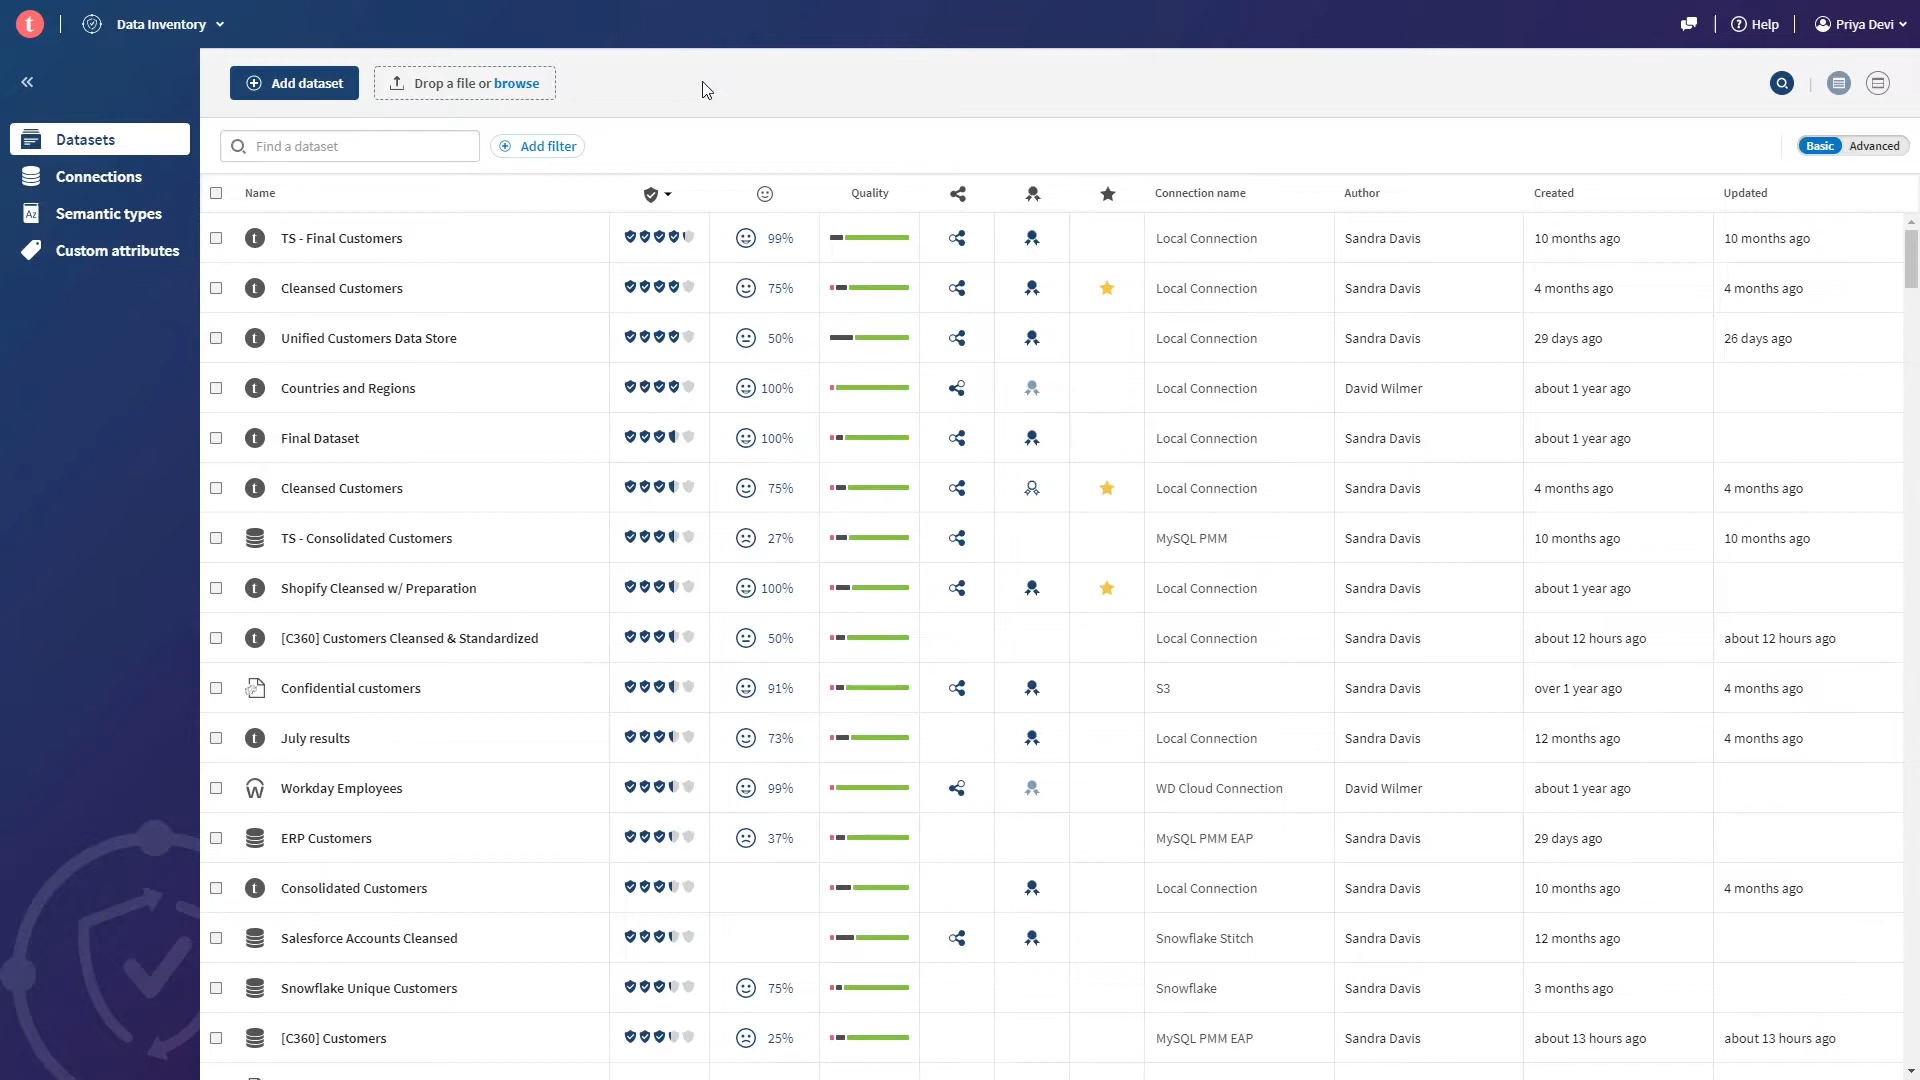 t Data Inventory Help Priya Devi
Add dataset Drop a file or browse
Datasets
Connections
Semantic types
Custom attributes
Find a dataset Add filter Basic Advanced
Name Quality Connection name Author Created Updated
TS - Final Customers 99% Local Connection Sandra Davis 10 months ago 10 months ago
Cleansed Customers 75% Local Connection Sandra Davis 4 months ago 4 months ago
Unified Customers Data Store 50% Local Connection Sandra Davis 29 days ago 26 days ago
Countries and Regions 100% Local Connection David Wilmer about 1 year ago
Final Dataset 100% Local Connection Sandra Davis about 1 year ago
Cleansed Customers 75% Local Connection Sandra Davis 4 months ago 4 months ago
TS - Consolidated Customers 27% MySQL PMM Sandra Davis 10 months ago 10 months ago
Shopify Cleansed w/ Preparation 100% Local Connection Sandra Davis about 1 year ago
[C360] Customers Cleansed & Standardized 50% Local Connection Sandra Davis about 12 hours ago about 12 hours ago
Confidential customers 91% S3 Sandra Davis over 1 year ago 4 months ago
July results 73% Local Connection Sandra Davis 12 months ago 4 months ago
Workday Employees 99% WD Cloud Connection David Wilmer about 1 year ago
ERP Customers 37% MySQL PMM EAP Sandra Davis 29 days ago
Consolidated Customers Local Connection Sandra Davis 10 months ago 4 months ago
Salesforce Accounts Cleansed Snowflake Stitch Sandra Davis 12 months ago
Snowflake Unique Customers 75% Snowflake Sandra Davis 3 months ago
[C360] Customers 25% MySQL PMM EAP Sandra Davis about 13 hours ago about 13 hours ago